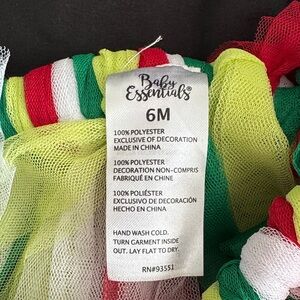 Baby
Essentials®
6M
100% POLYESTER
EXCLUSIVE OF DECORATION
MADE IN CHINA
100% POLYESTER
DECORATION NON-COMPRIS
FABRIQUÉ EN CHINE
100% POLIÉSTER
EXCLUSIVO DE DECORACIÓN
HECHO EN CHINA
HAND WASH COLD.
TURN GARMENT INSIDE
OUT. LAY FLAT TO DRY.
RN#93551